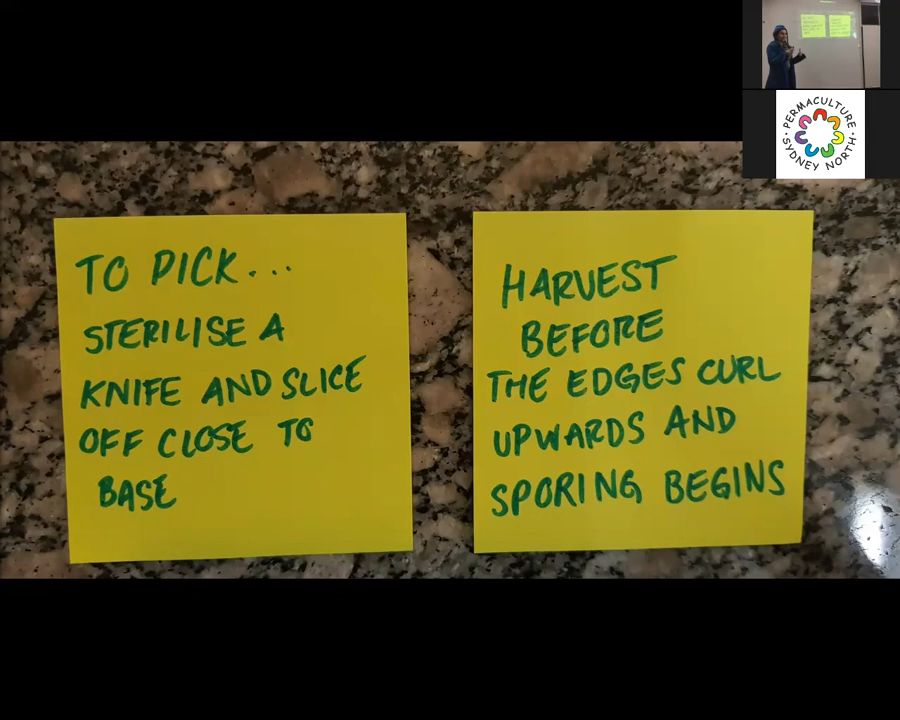 PERMACULTURE
SYDNEY NORTH
TO PICK...
STERILISE A
KNIFE AND SLICE
OFF CLOSE TO
BASE
HARVEST
BEFORE
THE EDGES CURL
UPWARDS AND
SPORING BEGINS